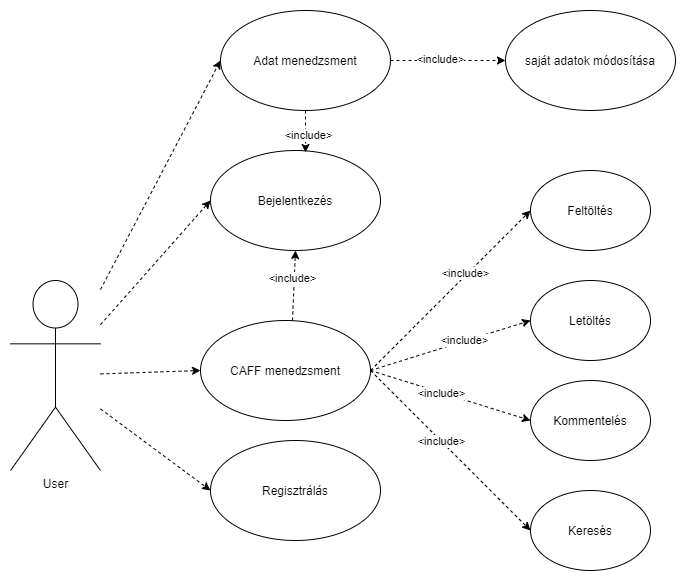 Adat menedzsment
<include>
saját adatok módosítása
<include>
Bejelentkezés
Feltöltés
<include>
<include>
Letöltés
<include>
CAFF menedzsment
<include>
Kommentelés
<include>
User
Regisztrálás
Keresés